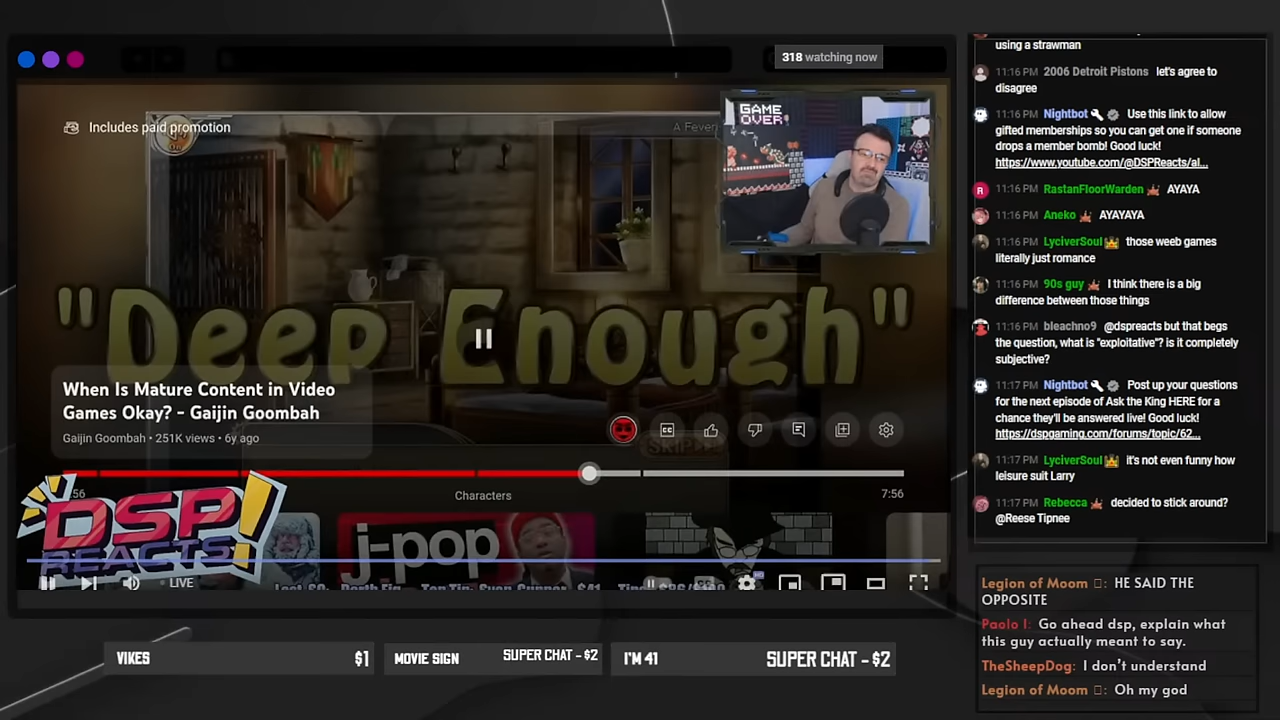 318 watching now
Includes paid promotion
A Fever
GAME
OVER!
"Deep Enough"
When Is Mature Content in Video
Games Okay? - Gaijin Goombah
Gaijin Goombah • 251K views • 6y ago
CC
SKIP
:56
Characters
7:56
DSP
REACTS!
j-pop
LIVE
VIKES
$1
MOVIE SIGN
SUPER CHAT - $2
I'M 41
SUPER CHAT - $2
using a strawman
11:16 PM 2006 Detroit Pistons let's agree to
disagree
11:16 PM Nightbot Use this link to allow
gifted memberships so you can get one if someone
drops a member bomb! Good luck!
https://www.youtube.com/@DSPReacts/al...
R
11:16 PM RastanFloorWarden AYAYA
11:16 PM Aneko AYAYAYA
11:16 PM LyciverSoul those weeb games
literally just romance
11:16 PM 90s guy I think there is a big
difference between those things
11:16 PM bleachno9 @dspreacts but that begs
the question, what is "exploitative"? is it completely
subjective?
11:17 PM Nightbot Post up your questions
for the next episode of Ask the King HERE for a
chance they'll be answered live! Good luck!
https://dspgaming.com/forums/topic/62...
11:17 PM LyciverSoul it's not even funny how
leisure suit Larry
11:17 PM Rebecca decided to stick around?
@Reese Tipnee
Legion of Moom : HE SAID THE
OPPOSITE
Paolo I: Go ahead dsp, explain what
this guy actually meant to say.
TheSheepDog: I don't understand
Legion of Moom : Oh my god